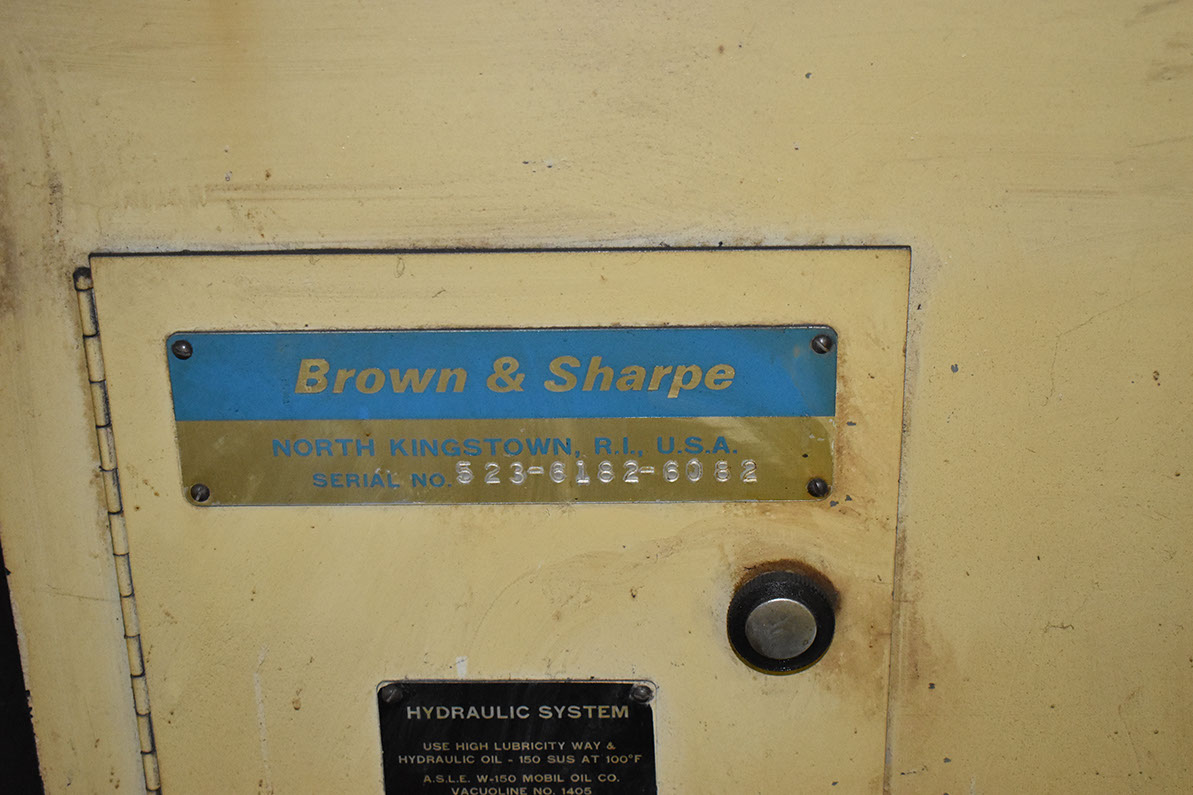 Brown & Sharpe
NORTH KINGSTOWN, R.I., U.S.A.
SERIAL NO. 523-6182-6082
HYDRAULIC SYSTEM
USE HIGH LUBRICITY WAY &
HYDRAULIC OIL - 150 SUS AT 100°F
A.S.L.E. W-150 MOBIL OIL CO.
VACUOLINE NO. 1405